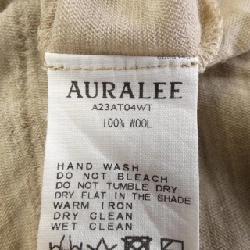 AURALEE
A23AT04WT
100% WOOL
HAND WASH
DO NOT BLEACH
DO NOT TUMBLE DRY
DRY FLAT IN THE SHADE
WARM IRON
DRY CLEAN
WET CLEAN